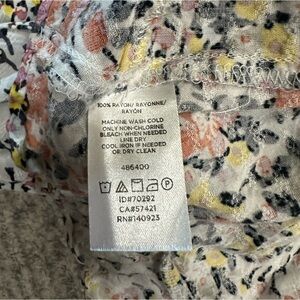 100% RAYON/ RAYONNE/
RAYÓN
MACHINE WASH COLD
ONLY NON-CHLORINE
BLEACH WHEN NEEDED
LINE DRY
COOL IRON IF NEEDED
OR DRY CLEAN
486400
ID#70292
CA#57421
RN#140923